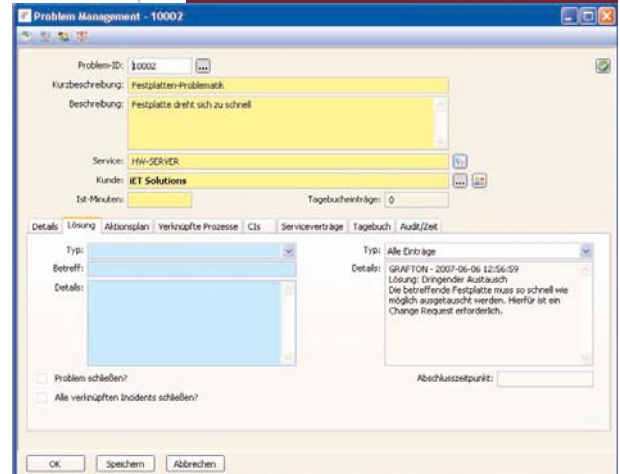 Problem Management - 10002
Problem-ID: 10002 ...
Kurzbeschreibung: Festplatten-Problematik
Beschreibung: Festplatte dreht sich zu schnell
Service: HW-SERVER
Kunde: iET Solutions ...
Ist-Minuten: Tagebucheinträge: 0
Details Lösung Aktionsplan Verknüpfte Prozesse CIs Serviceverträge Tagebuch Audit/Zeit
Typ: Typ: Alle Einträge
Betreff: Details: GRAFTON - 2007-06-06 12:56:59
Lösung: Dringender Austausch
Details: Die betreffende Festplatte muss so schnell wie
möglich ausgetauscht werden. Hierfür ist ein
Change Request erforderlich.
Problem schließen? Abschlusszeitpunkt:
Alle verknüpften Incidents schließen?
OK Speichern Abbrechen